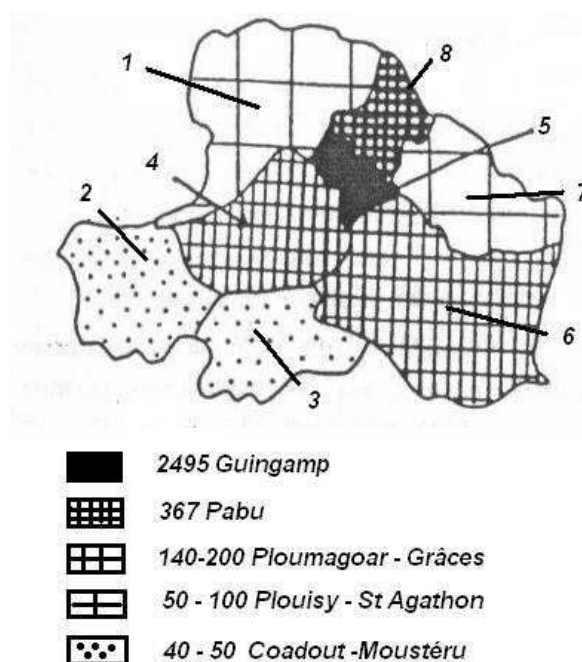 1
8
5
4
2
7
6
3
2495 Guingamp
367 Pabu
140-200 Ploumagoar - Grâces
50 - 100 Plouisy - St Agathon
40 - 50 Coadout -Moustéru